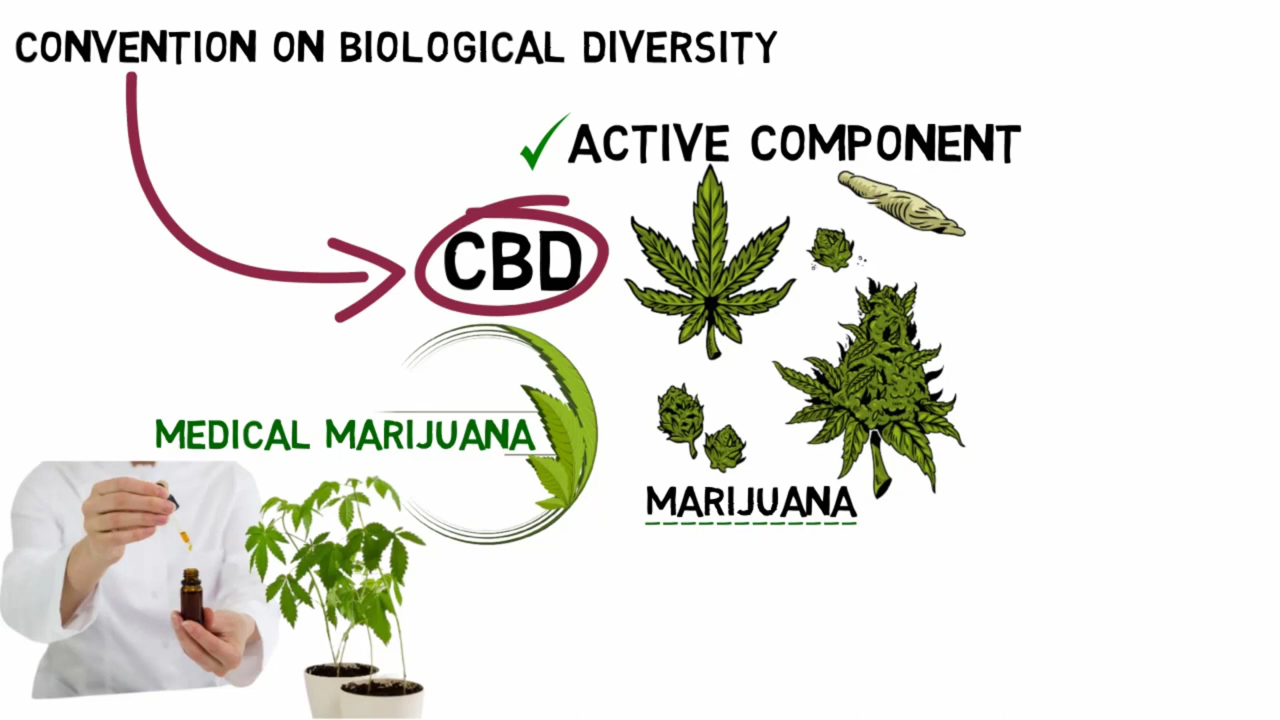 CONVENTION ON BIOLOGICAL DIVERSITY
ACTIVE COMPONENT
CBD
MEDICAL MARIJUANA
MARIJUANA